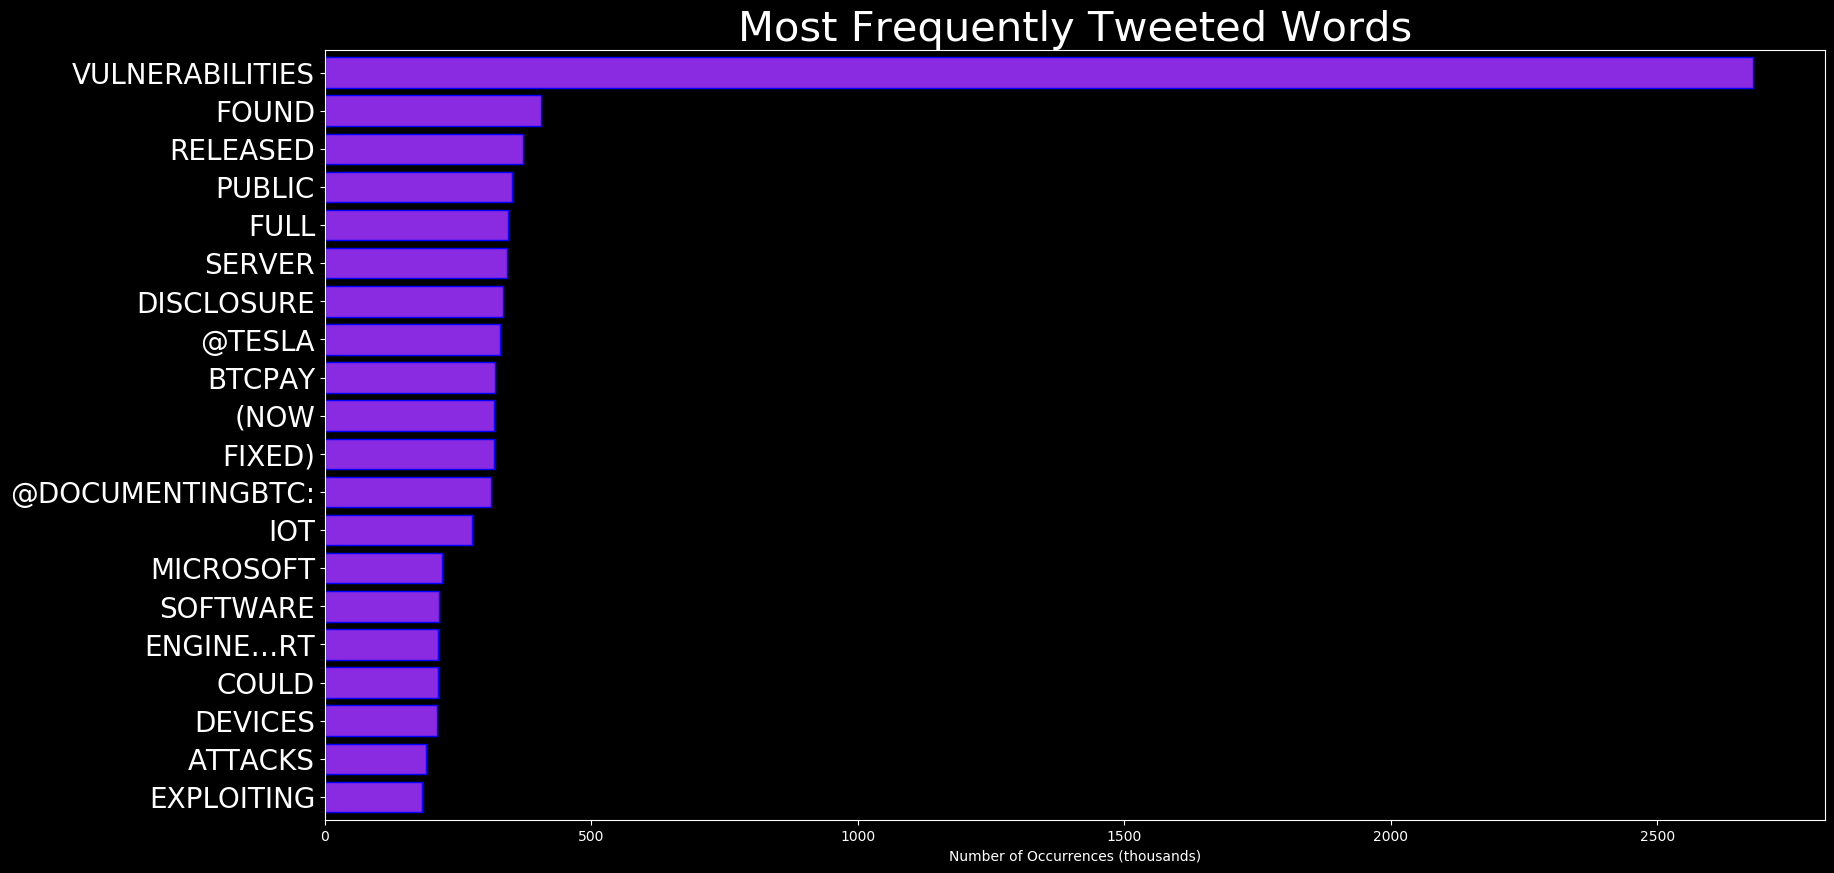 Most Frequently Tweeted Words
VULNERABILITIES
FOUND
RELEASED
PUBLIC
FULL
SERVER
DISCLOSURE
@TESLA
BTCPAY
(NOW
FIXED)
@DOCUMENTINGBTC:
IOT
MICROSOFT
SOFTWARE
ENGINE…RT
COULD
DEVICES
ATTACKS
EXPLOITING
0 500 1000 1500 2000 2500
Number of Occurrences (thousands)